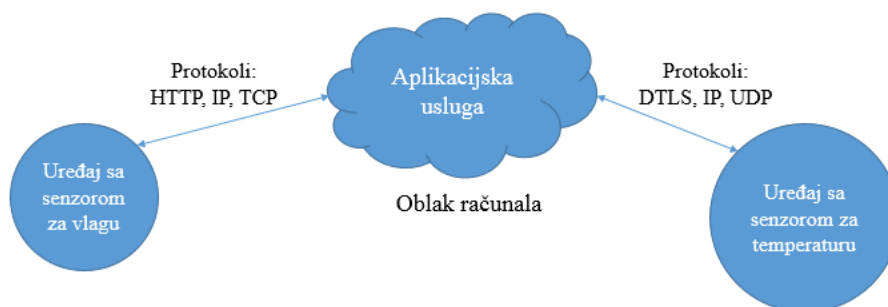 Protokoli:
HTTP, IP, TCP
Aplikacijska
usluga
Protokoli:
DTLS, IP, UDP
Uređaj sa
senzorom
za vlagu
Oblak računala
Uređaj sa
senzorom za
temperaturu